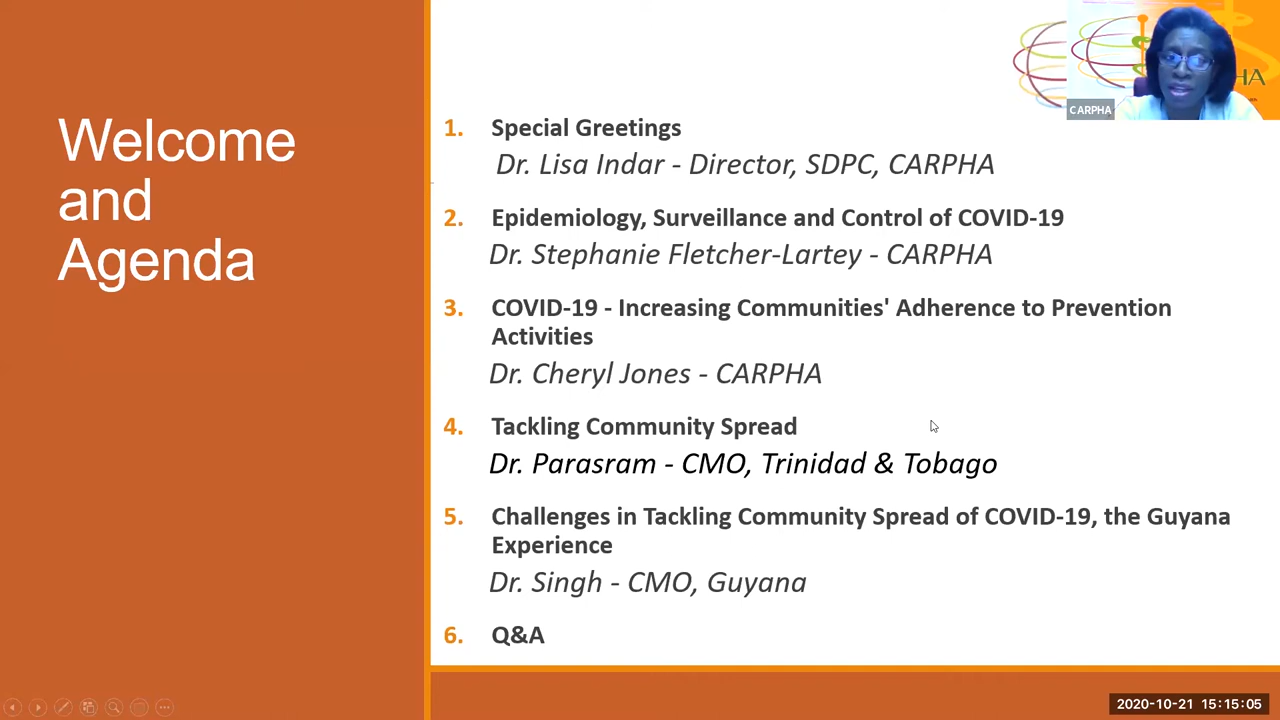 Welcome
and
Agenda
1. Special Greetings
Dr. Lisa Indar - Director, SDPC, CARPHA
2. Epidemiology, Surveillance and Control of COVID-19
Dr. Stephanie Fletcher-Lartey - CARPHA
3. COVID-19 - Increasing Communities' Adherence to Prevention
Activities
Dr. Cheryl Jones - CARPHA
4. Tackling Community Spread
Dr. Parasram - CMO, Trinidad & Tobago
5. Challenges in Tackling Community Spread of COVID-19, the Guyana
Experience
Dr. Singh - CMO, Guyana
6. Q&A
CARPHA
2020-10-21 15:15:05